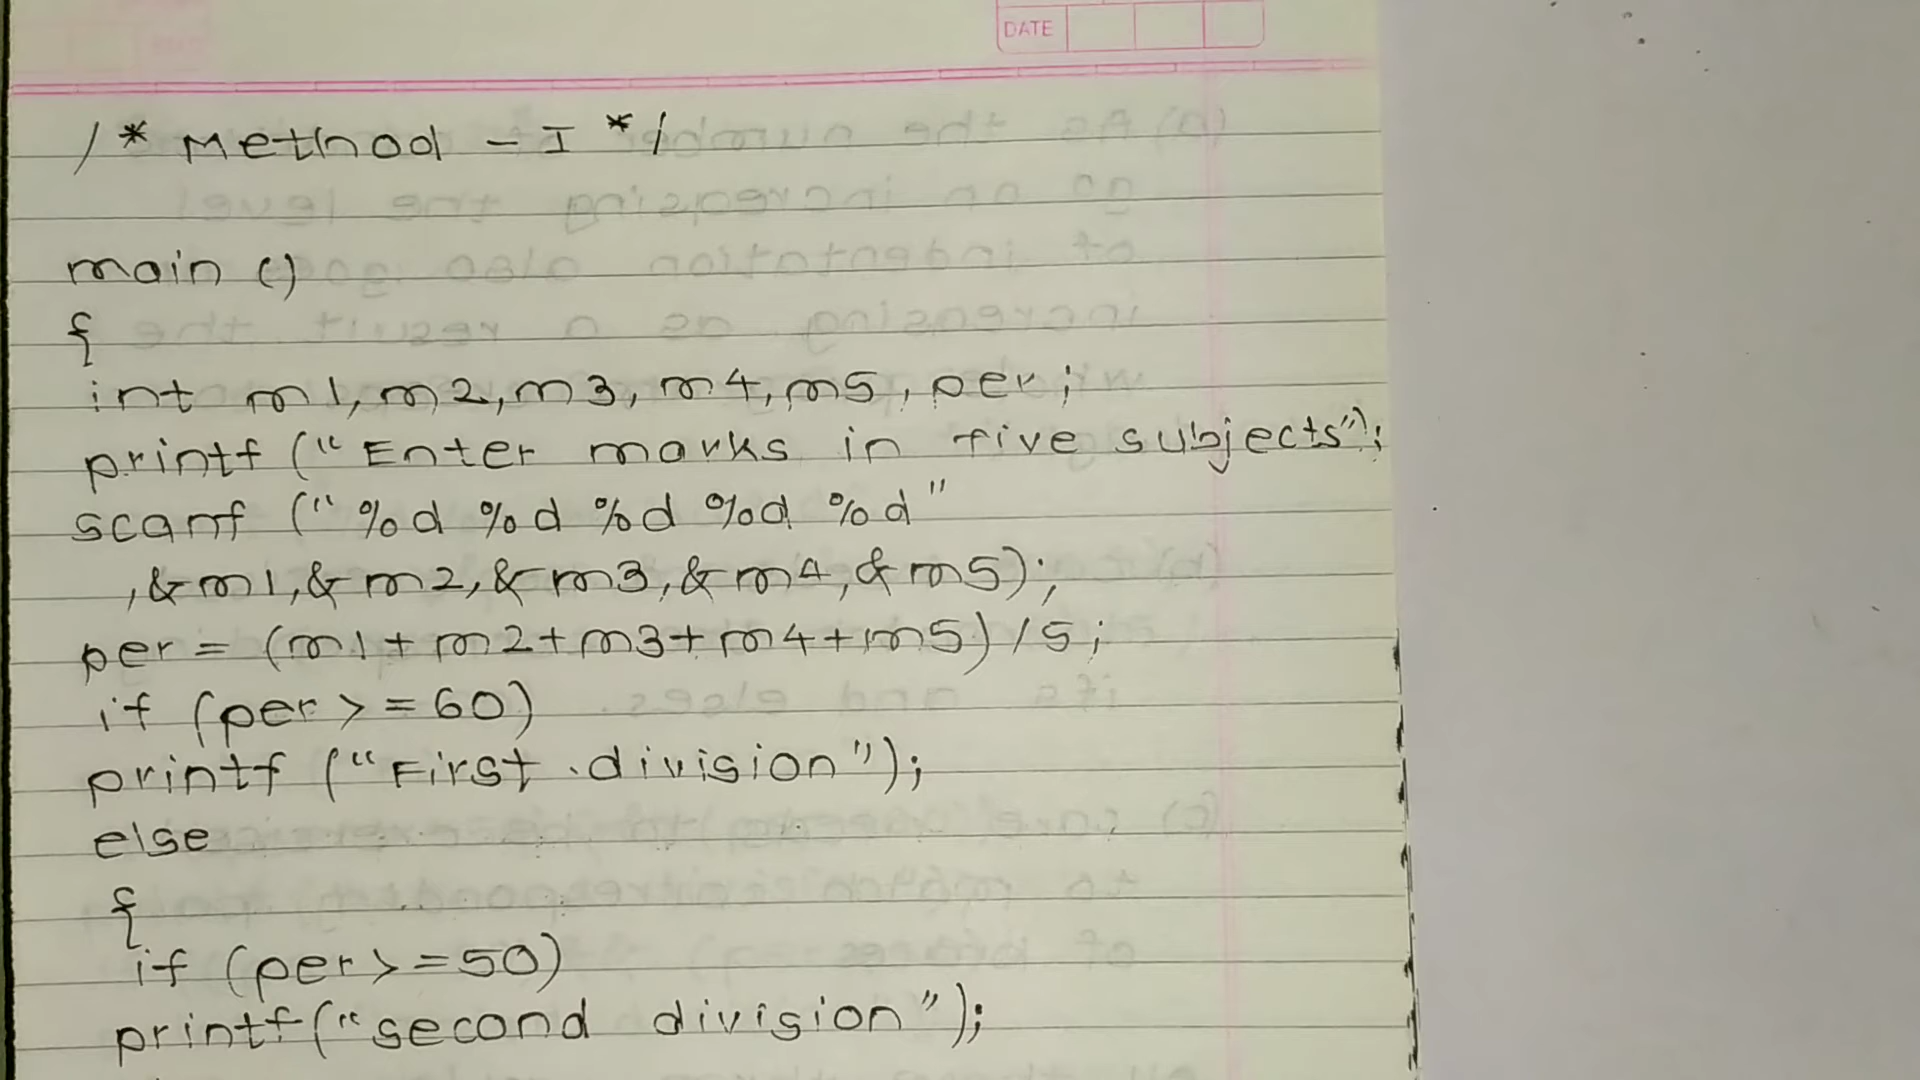 DATE
/* Method - I */
main ()
{
int m1, m2, m3, m4, m5, per;
printf ("Enter marks in five subjects");
scanf ("%d %d %d %d %d"
, &m1, &m2, &m3, &m4, &m5);
per = (m1 + m2 + m3 + m4 + m5) / 5;
if (per >= 60)
printf ("First division");
else
{
if (per >= 50)
printf ("second division");